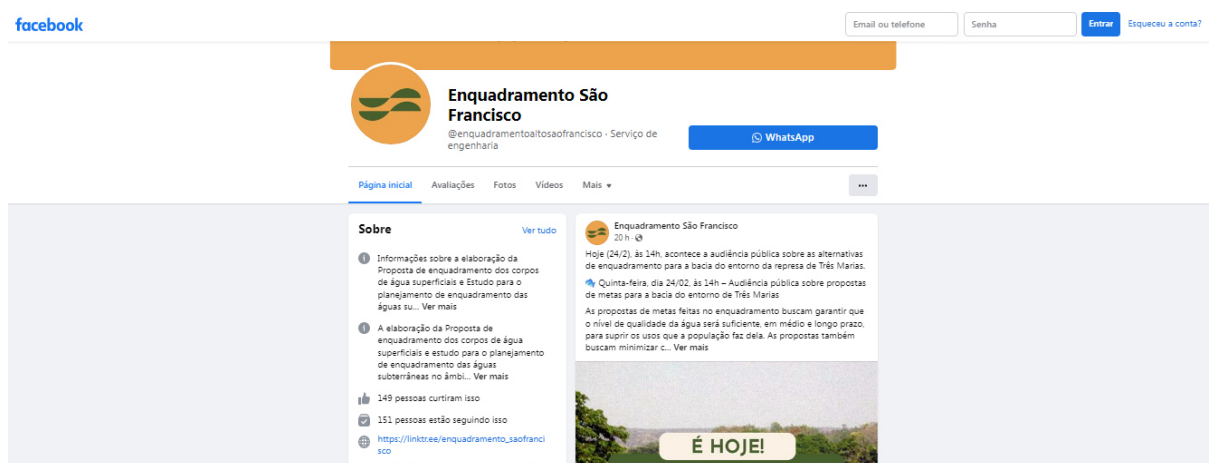 facebook
Email ou telefone
Senha
Entrar
Esqueceu a conta?
Enquadramento São
Francisco
@enquadramentoaltosaofrancisco · Serviço de
engenharia
WhatsApp
Página inicial
Avaliações
Fotos
Vídeos
Mais
Sobre
Ver tudo
Informações sobre a elaboração da
Proposta de enquadramento dos corpos
de água superficiais e Estudo para o
planejamento de enquadramento das
águas su... Ver mais
A elaboração da Proposta de
enquadramento dos corpos de água
superficiais e estudo para o planejamento
de enquadramento das águas
subterrâneas no âmbi... Ver mais
149 pessoas curtiram isso
151 pessoas estão seguindo isso
https://linktr.ee/enquadramento_saofranci
sco
Enquadramento São Francisco
20 h ·
Hoje (24/2), às 14h, acontece a audiência pública sobre as alternativas
de enquadramento para a bacia do entorno da represa de Três Marias.
Quinta-feira, dia 24/02, às 14h – Audiência pública sobre propostas
de metas para a bacia do entorno de Três Marias
As propostas de metas feitas no enquadramento buscam garantir que
o nível de qualidade da água será suficiente, em médio e longo prazo,
para suprir os usos que a população faz dela. As propostas também
buscam minimizar c... Ver mais
É HOJE!